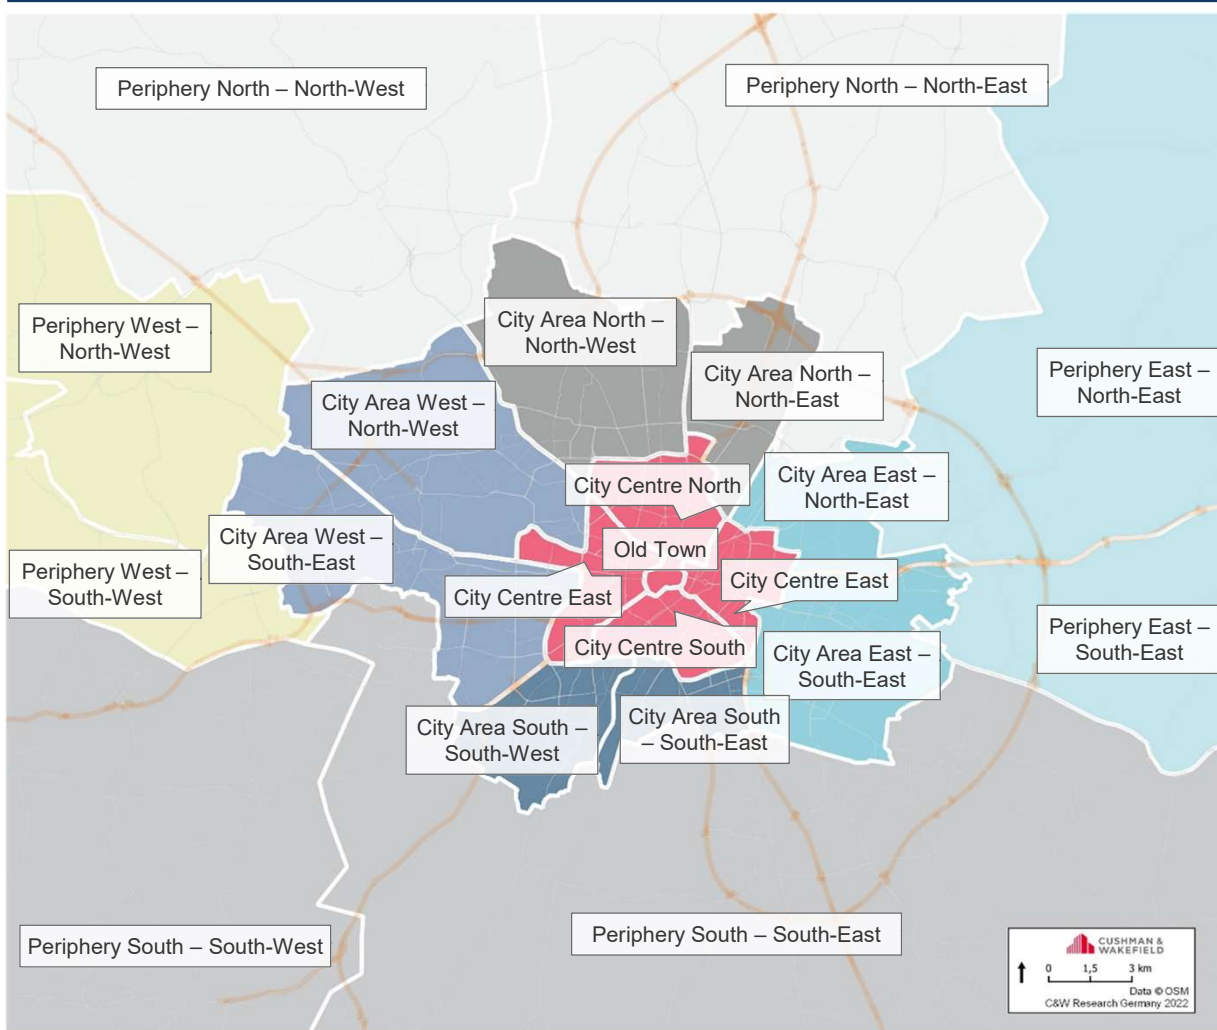 Periphery North – North-West
Periphery North – North-East
Periphery West –
North-West
City Area North –
North-West
City Area North –
North-East
Periphery East –
North-East
City Area West –
North-West
City Centre North
City Area East –
North-East
City Area West –
South-East
Old Town
Periphery West –
South-West
City Centre East
City Centre East
City Centre South
City Area East –
South-East
Periphery East –
South-East
City Area South –
South-West
City Area South
– South-East
Periphery South – South-West
Periphery South – South-East
CUSHMAN &
WAKEFIELD
0 1,5 3 km
Data © OSM
C&W Research Germany 2022